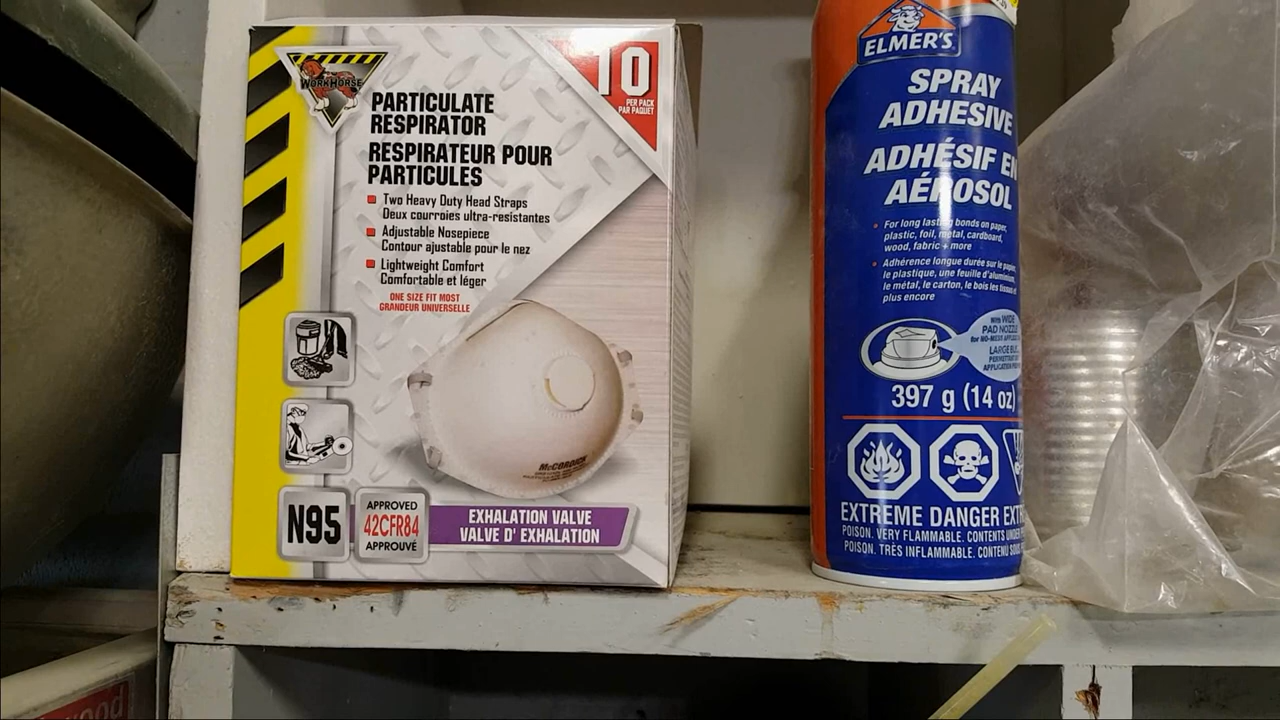 WORKHORSE
PARTICULATE
RESPIRATOR
RESPIRATEUR POUR
PARTICULES
Two Heavy Duty Head Straps
Deux courroies ultra-resistantes
Adjustable Nosepiece
Contour ajustable pour le nez
Lightweight Comfort
Comfortable et léger
ONE SIZE FIT MOST
GRANDEUR UNIVERSELLE
10
PER PACK
PAR PAQUET
McCORDICK
N95
APPROVED
42CFR84
APPROUVÉ
EXHALATION VALVE
VALVE D' EXHALATION
ELMER'S
SPRAY
ADHESIVE
ADHÉSIF EN
AÉROSOL
For long lasting bonds on paper,
plastic, foil, metal, cardboard,
wood, fabric + more
Adhérence longue durée sur le papier,
le plastique, une feuille d'aluminium,
le métal, le carton, le bois les tissus et
plus encore
with WIDE
PAD NOZZLE
for NO-MESS
LARGE
397 g (14 oz)
EXTREME DANGER
POISON. VERY FLAMMABLE. CONTENTS UNDER
POISON. TRÈS INFLAMMABLE. CONTENU SOUS